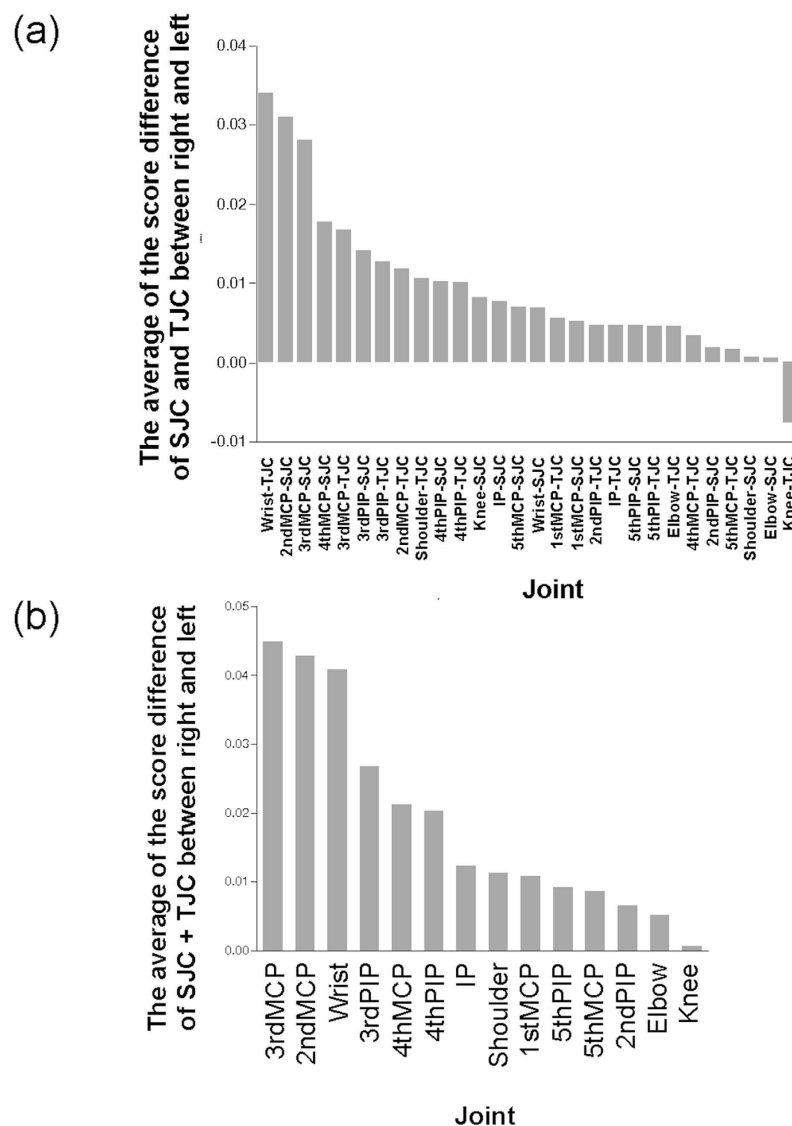 (a)
The average of the score difference
of SJC and TJC between right and left
0.04
0.03
0.02
0.01
0.00
-0.01
Wrist-TJC
2ndMCP-SJC
3rdMCP-SJC
4thMCP-SJC
3rdMCP-TJC
3rdPIP-SJC
3rdPIP-TJC
2ndMCP-TJC
Shoulder-TJC
4thPIP-SJC
4thPIP-TJC
Knee-SJC
IP-SJC
5thMCP-SJC
Wrist-SJC
1stMCP-TJC
1stMCP-SJC
2ndPIP-TJC
IP-TJC
5thPIP-SJC
5thPIP-TJC
Elbow-TJC
4thMCP-TJC
2ndPIP-SJC
5thMCP-TJC
Shoulder-SJC
Elbow-SJC
Knee-TJC
Joint
(b)
The average of the score difference
of SJC + TJC between right and left
0.05
0.04
0.03
0.02
0.01
0.00
3rdMCP
2ndMCP
Wrist
3rdPIP
4thMCP
4thPIP
IP
Shoulder
1stMCP
5thPIP
5thMCP
2ndPIP
Elbow
Knee
Joint